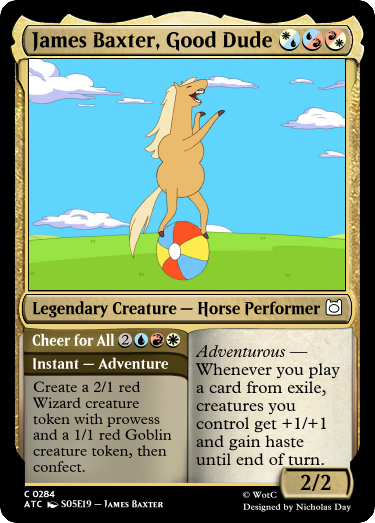 James Baxter, Good Dude
Legendary Creature — Horse Performer
Cheer for All 2
Instant — Adventure
Create a 2/1 red
Wizard creature
token with prowess
and a 1/1 red Goblin
creature token, then
confect.
Adventurous —
Whenever you play
a card from exile,
creatures you
control get +1/+1
and gain haste
until end of turn.
2/2
C 0284
ATC S05E19 — James Baxter
© WotC
Designed by Nicholas Day